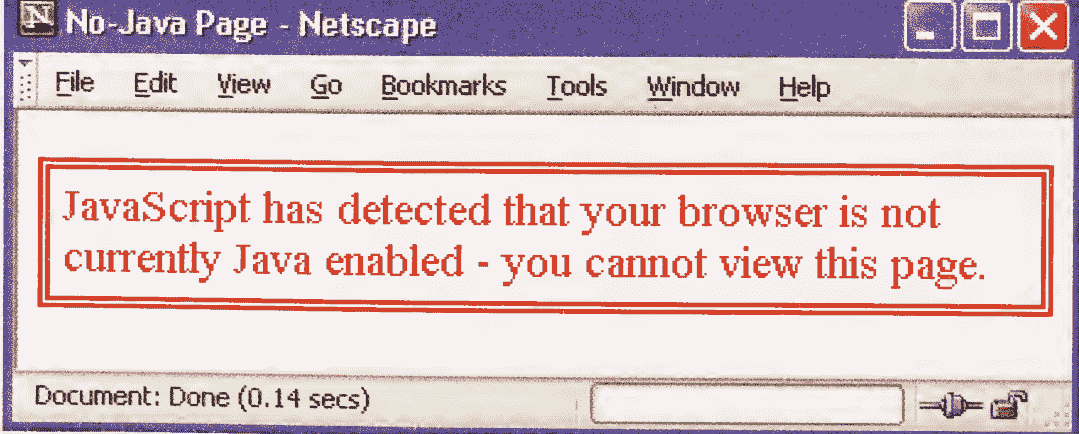 N No-Java Page - Netscape
File Edit View Go Bookmarks Tools Window Help
JavaScript has detected that your browser is not
currently Java enabled - you cannot view this page.
Document: Done (0.14 secs)